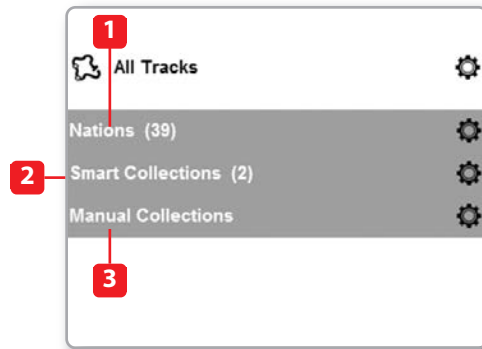 1
All Tracks
Nations (39)
2
Smart Collections (2)
Manual Collections
3